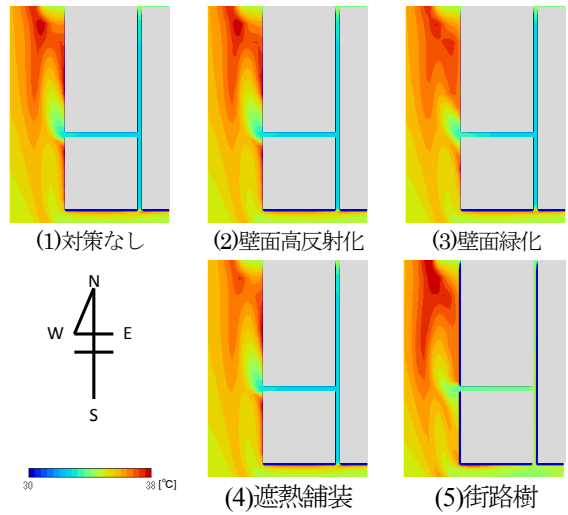 (1)対策なし
(2)壁面高反射化
(3)壁面緑化
N
W E
S
30 38 [℃]
(4)遮熱舗装
(5)街路樹